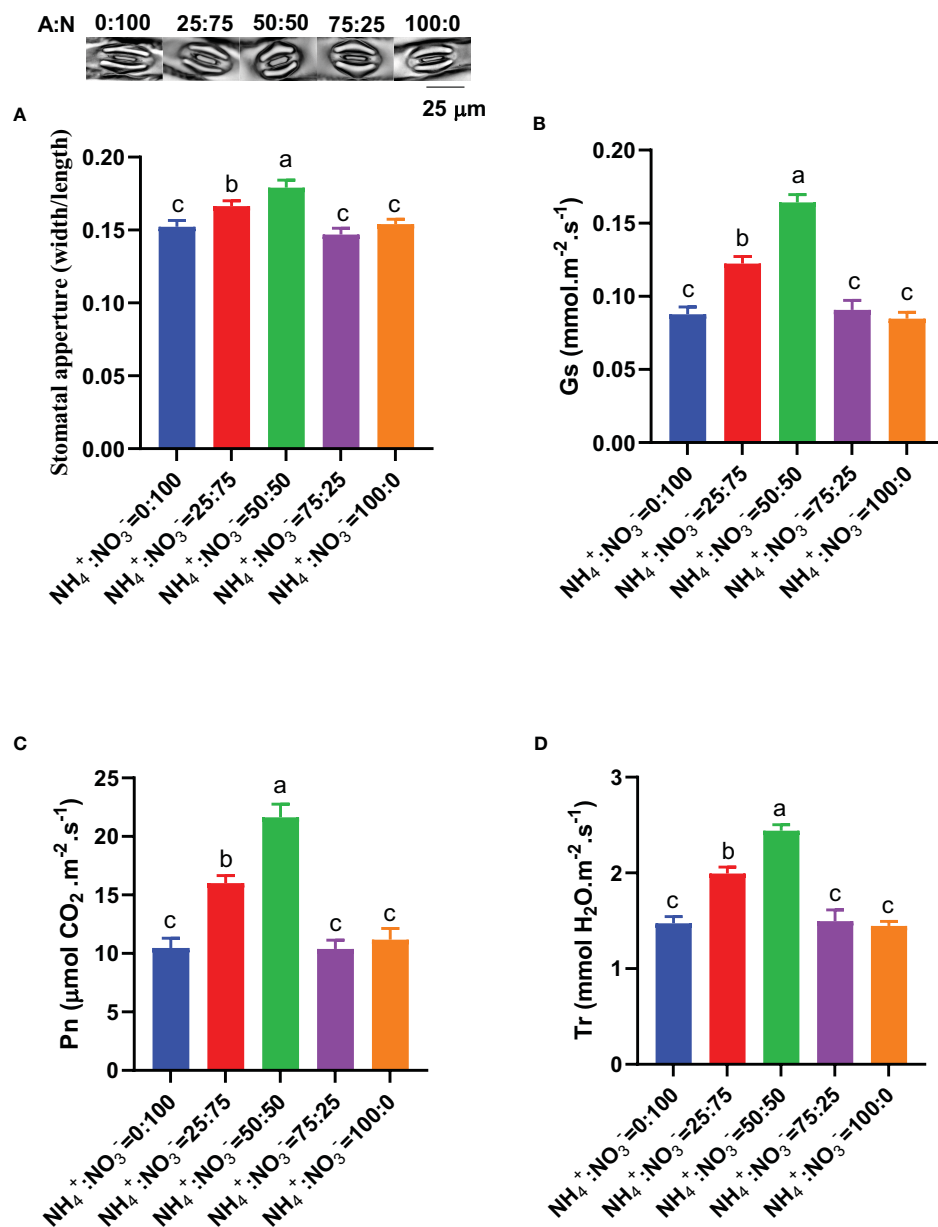 A:N 0:100 25:75 50:50 75:25 100:0
25 μm
A
Stomatal apperture (width/length)
0.20
0.15
0.10
0.05
0.00
c b a c c
NH₄⁺:NO₃⁻=0:100
NH₄⁺:NO₃⁻=25:75
NH₄⁺:NO₃⁻=50:50
NH₄⁺:NO₃⁻=75:25
NH₄⁺:NO₃⁻=100:0
B
Gs (mmol.m⁻².s⁻¹)
0.20
0.15
0.10
0.05
0.00
c b a c c
NH₄⁺:NO₃⁻=0:100
NH₄⁺:NO₃⁻=25:75
NH₄⁺:NO₃⁻=50:50
NH₄⁺:NO₃⁻=75:25
NH₄⁺:NO₃⁻=100:0
C
Pn (μmol CO₂ .m⁻².s⁻¹)
25
20
15
10
5
0
c b a c c
NH₄⁺:NO₃⁻=0:100
NH₄⁺:NO₃⁻=25:75
NH₄⁺:NO₃⁻=50:50
NH₄⁺:NO₃⁻=75:25
NH₄⁺:NO₃⁻=100:0
D
Tr (mmol H₂O.m⁻².s⁻¹)
3
2
1
0
c b a c c
NH₄⁺:NO₃⁻=0:100
NH₄⁺:NO₃⁻=25:75
NH₄⁺:NO₃⁻=50:50
NH₄⁺:NO₃⁻=75:25
NH₄⁺:NO₃⁻=100:0